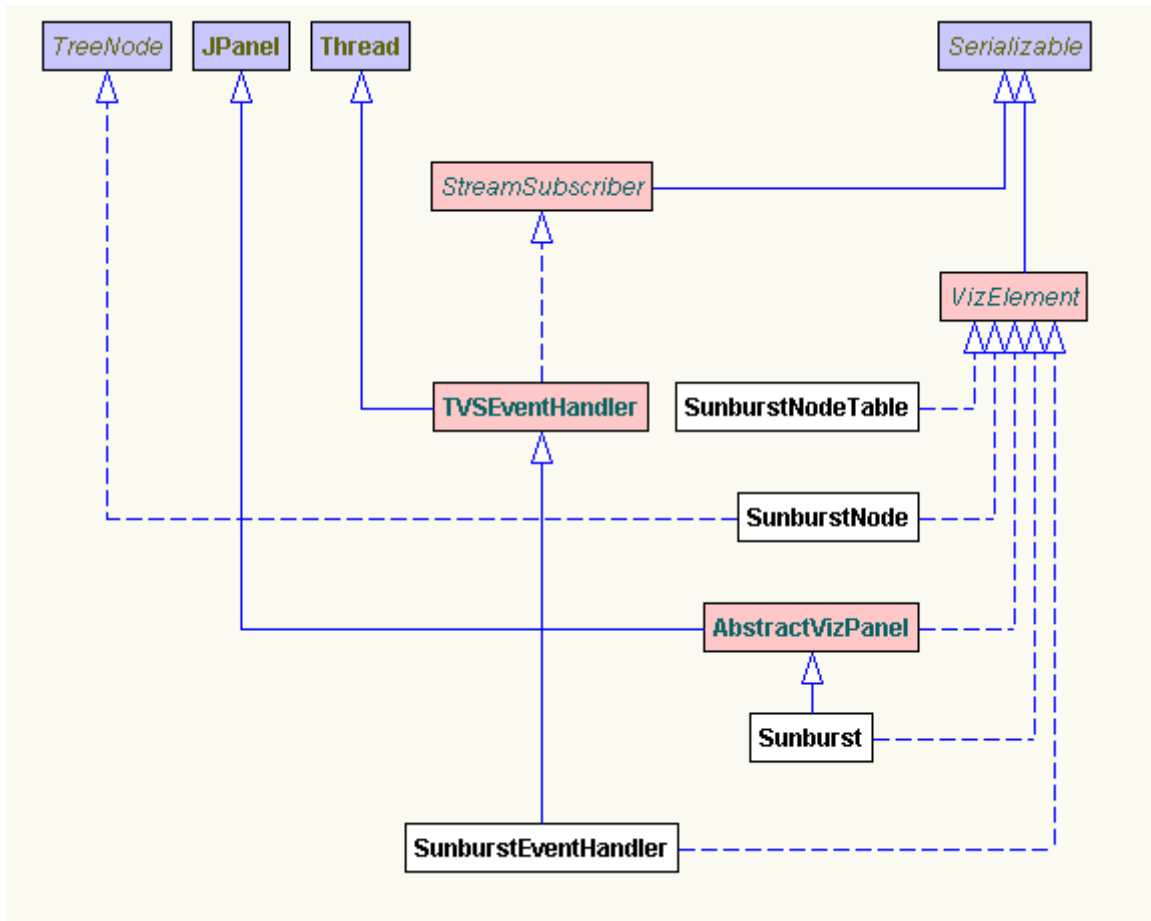 TreeNode
JPanel
Thread
Serializable
StreamSubscriber
VizElement
TVSEventHandler
SunburstNodeTable
SunburstNode
AbstractVizPanel
Sunburst
SunburstEventHandler